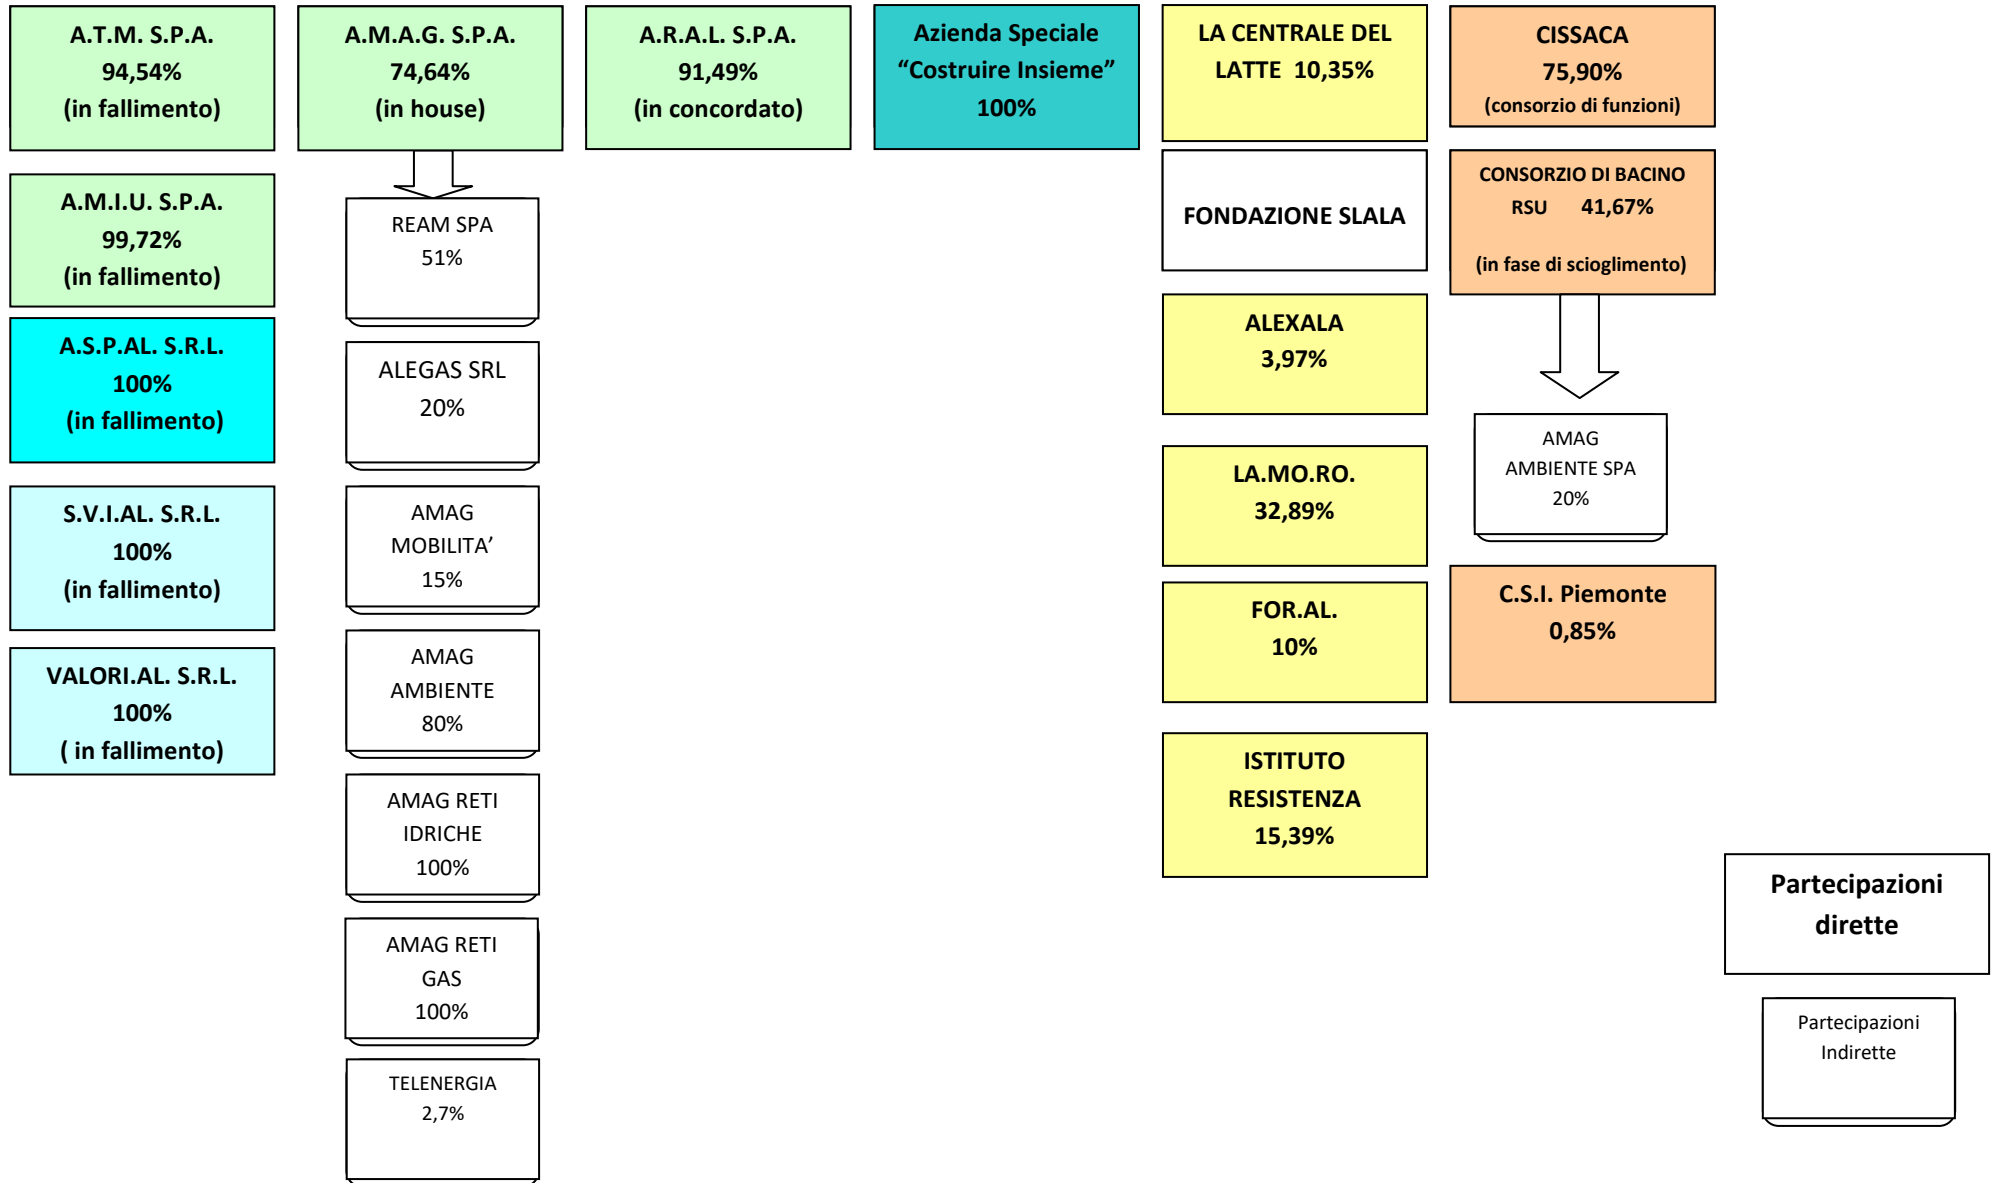 A.T.M. S.P.A.
94,54%
(in fallimento)
A.M.I.U. S.P.A.
99,72%
(in fallimento)
A.S.P.AL. S.R.L.
100%
(in fallimento)
S.V.I.AL. S.R.L.
100%
(in fallimento)
VALORI.AL. S.R.L.
100%
( in fallimento)
A.M.A.G. S.P.A.
74,64%
(in house)
REAM SPA
51%
ALEGAS SRL
20%
AMAG
MOBILITA’
15%
AMAG
AMBIENTE
80%
AMAG RETI
IDRICHE
100%
AMAG RETI
GAS
100%
TELENERGIA
2,7%
A.R.A.L. S.P.A.
91,49%
(in concordato)
Azienda Speciale
“Costruire Insieme”
100%
LA CENTRALE DEL
LATTE 10,35%
FONDAZIONE SLALA
ALEXALA
3,97%
LA.MO.RO.
32,89%
FOR.AL.
10%
ISTITUTO
RESISTENZA
15,39%
CISSACA
75,90%
(consorzio di funzioni)
CONSORZIO DI BACINO
RSU 41,67%
(in fase di scioglimento)
AMAG
AMBIENTE SPA
20%
C.S.I. Piemonte
0,85%
Partecipazioni
dirette
Partecipazioni
Indirette